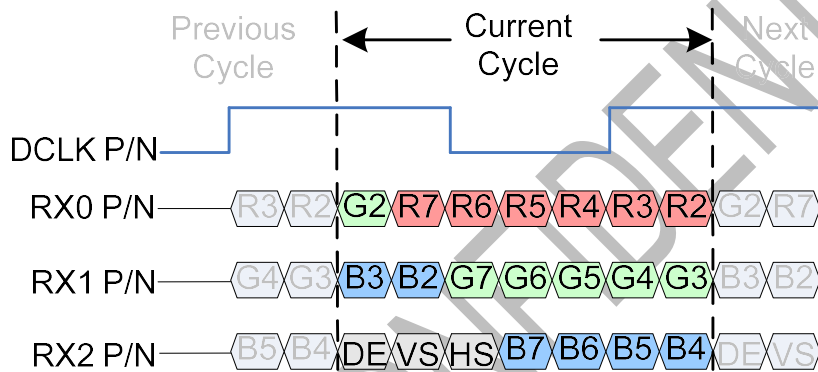 Previous Cycle
Current Cycle
Next Cycle
DCLK P/N
RX0 P/N R3 R2 G2 R7 R6 R5 R4 R3 R2 G2 R7
RX1 P/N G4 G3 B3 B2 G7 G6 G5 G4 G3 B3 B2
RX2 P/N B5 B4 DE VS HS B7 B6 B5 B4 DE VS